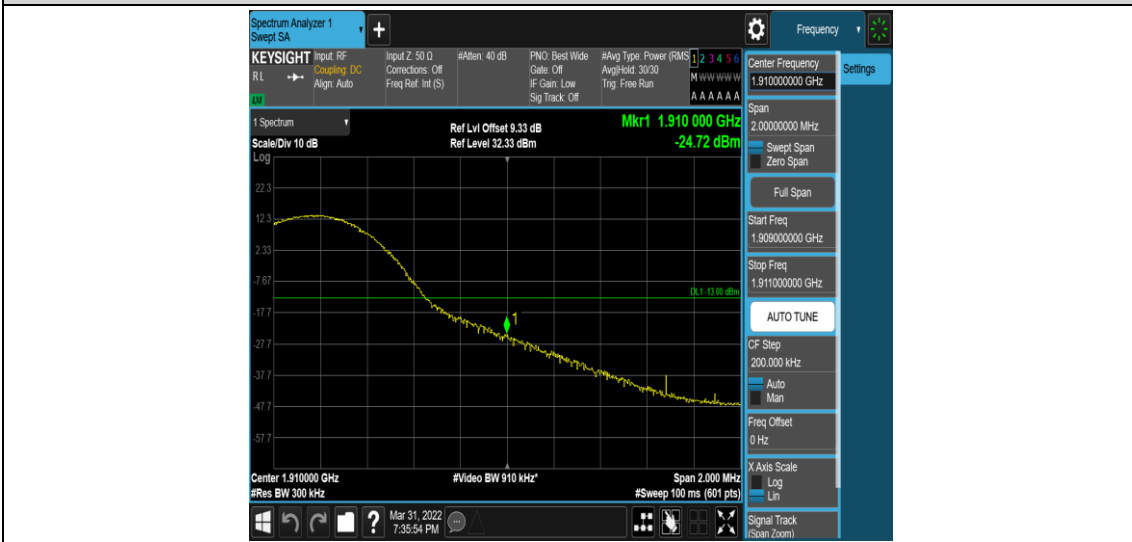 Spectrum Analyzer 1
Swept SA
+
Frequency
KEYSIGHT
RL
LXI
Input: RF
Coupling: DC
Align: Auto
Input Z: 50 Ω
Corrections: Off
Freq Ref: Int (S)
#Atten: 40 dB
PNO: Best Wide
Gate: Off
IF Gain: Low
Sig Track: Off
#Avg Type: Power (RMS
Avg|Hold: 30/30
Trig: Free Run
1 2 3 4 5 6
M W W W W W
A A A A A A
1 Spectrum
Scale/Div 10 dB
Log
Ref Lvl Offset 9.33 dB
Ref Level 32.33 dBm
Mkr1 1.910 000 GHz
-24.72 dBm
22.3
12.3
2.33
-7.67
DL1 -13.00 dBm
-17.7
1
-27.7
-37.7
-47.7
-57.7
Center 1.910000 GHz
#Res BW 300 kHz
#Video BW 910 kHz*
Span 2.000 MHz
#Sweep 100 ms (601 pts)
Center Frequency
1.910000000 GHz
Settings
Span
2.00000000 MHz
Swept Span
Zero Span
Full Span
Start Freq
1.909000000 GHz
Stop Freq
1.911000000 GHz
AUTO TUNE
CF Step
200.000 kHz
Auto
Man
Freq Offset
0 Hz
X Axis Scale
Log
Lin
Signal Track
(Span Zoom)
?
Mar 31, 2022
7:35:54 PM